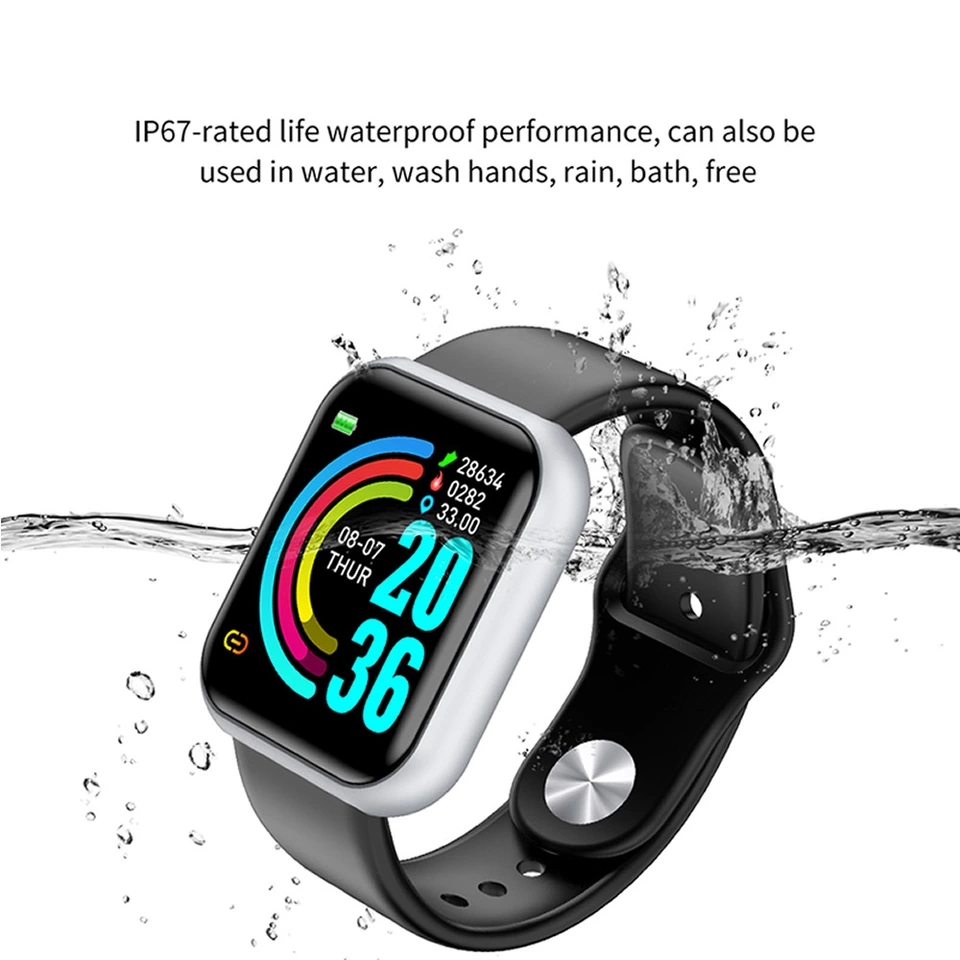 IP67-rated life waterproof performance, can also be
used in water, wash hands, rain, bath, free
28634
0282
33.00
08-07
THUR
20
36